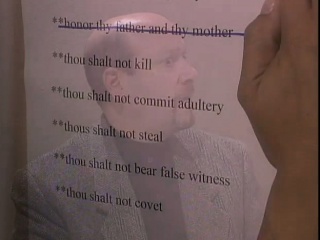 **honor thy father and thy mother
**thou shalt not kill
**thou shalt not commit adultery
**thous shalt not steal
**thou shalt not bear false witness
**thou shalt not covet